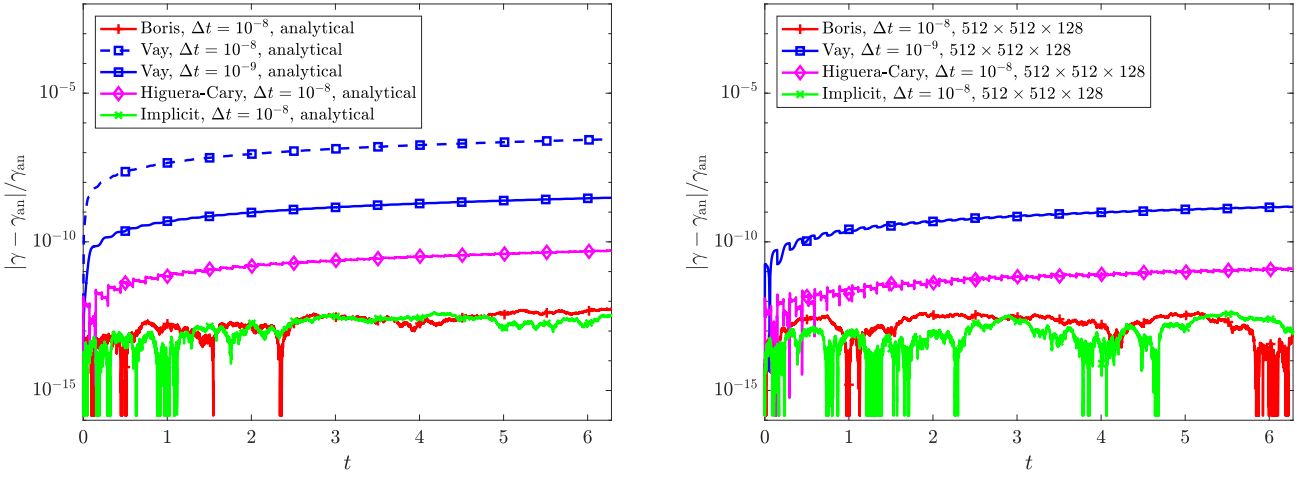 Boris, Δt = 10⁻⁸, analytical
Vay, Δt = 10⁻⁸, analytical
Vay, Δt = 10⁻⁹, analytical
Higuera-Cary, Δt = 10⁻⁸, analytical
Implicit, Δt = 10⁻⁸, analytical
|γ − γ_an|/γ_an
10⁻⁵
10⁻¹⁰
10⁻¹⁵
0 1 2 3 4 5 6
t
Boris, Δt = 10⁻⁸, 512 × 512 × 128
Vay, Δt = 10⁻⁹, 512 × 512 × 128
Higuera-Cary, Δt = 10⁻⁸, 512 × 512 × 128
Implicit, Δt = 10⁻⁸, 512 × 512 × 128
|γ − γ_an|/γ_an
10⁻⁵
10⁻¹⁰
10⁻¹⁵
0 1 2 3 4 5 6
t